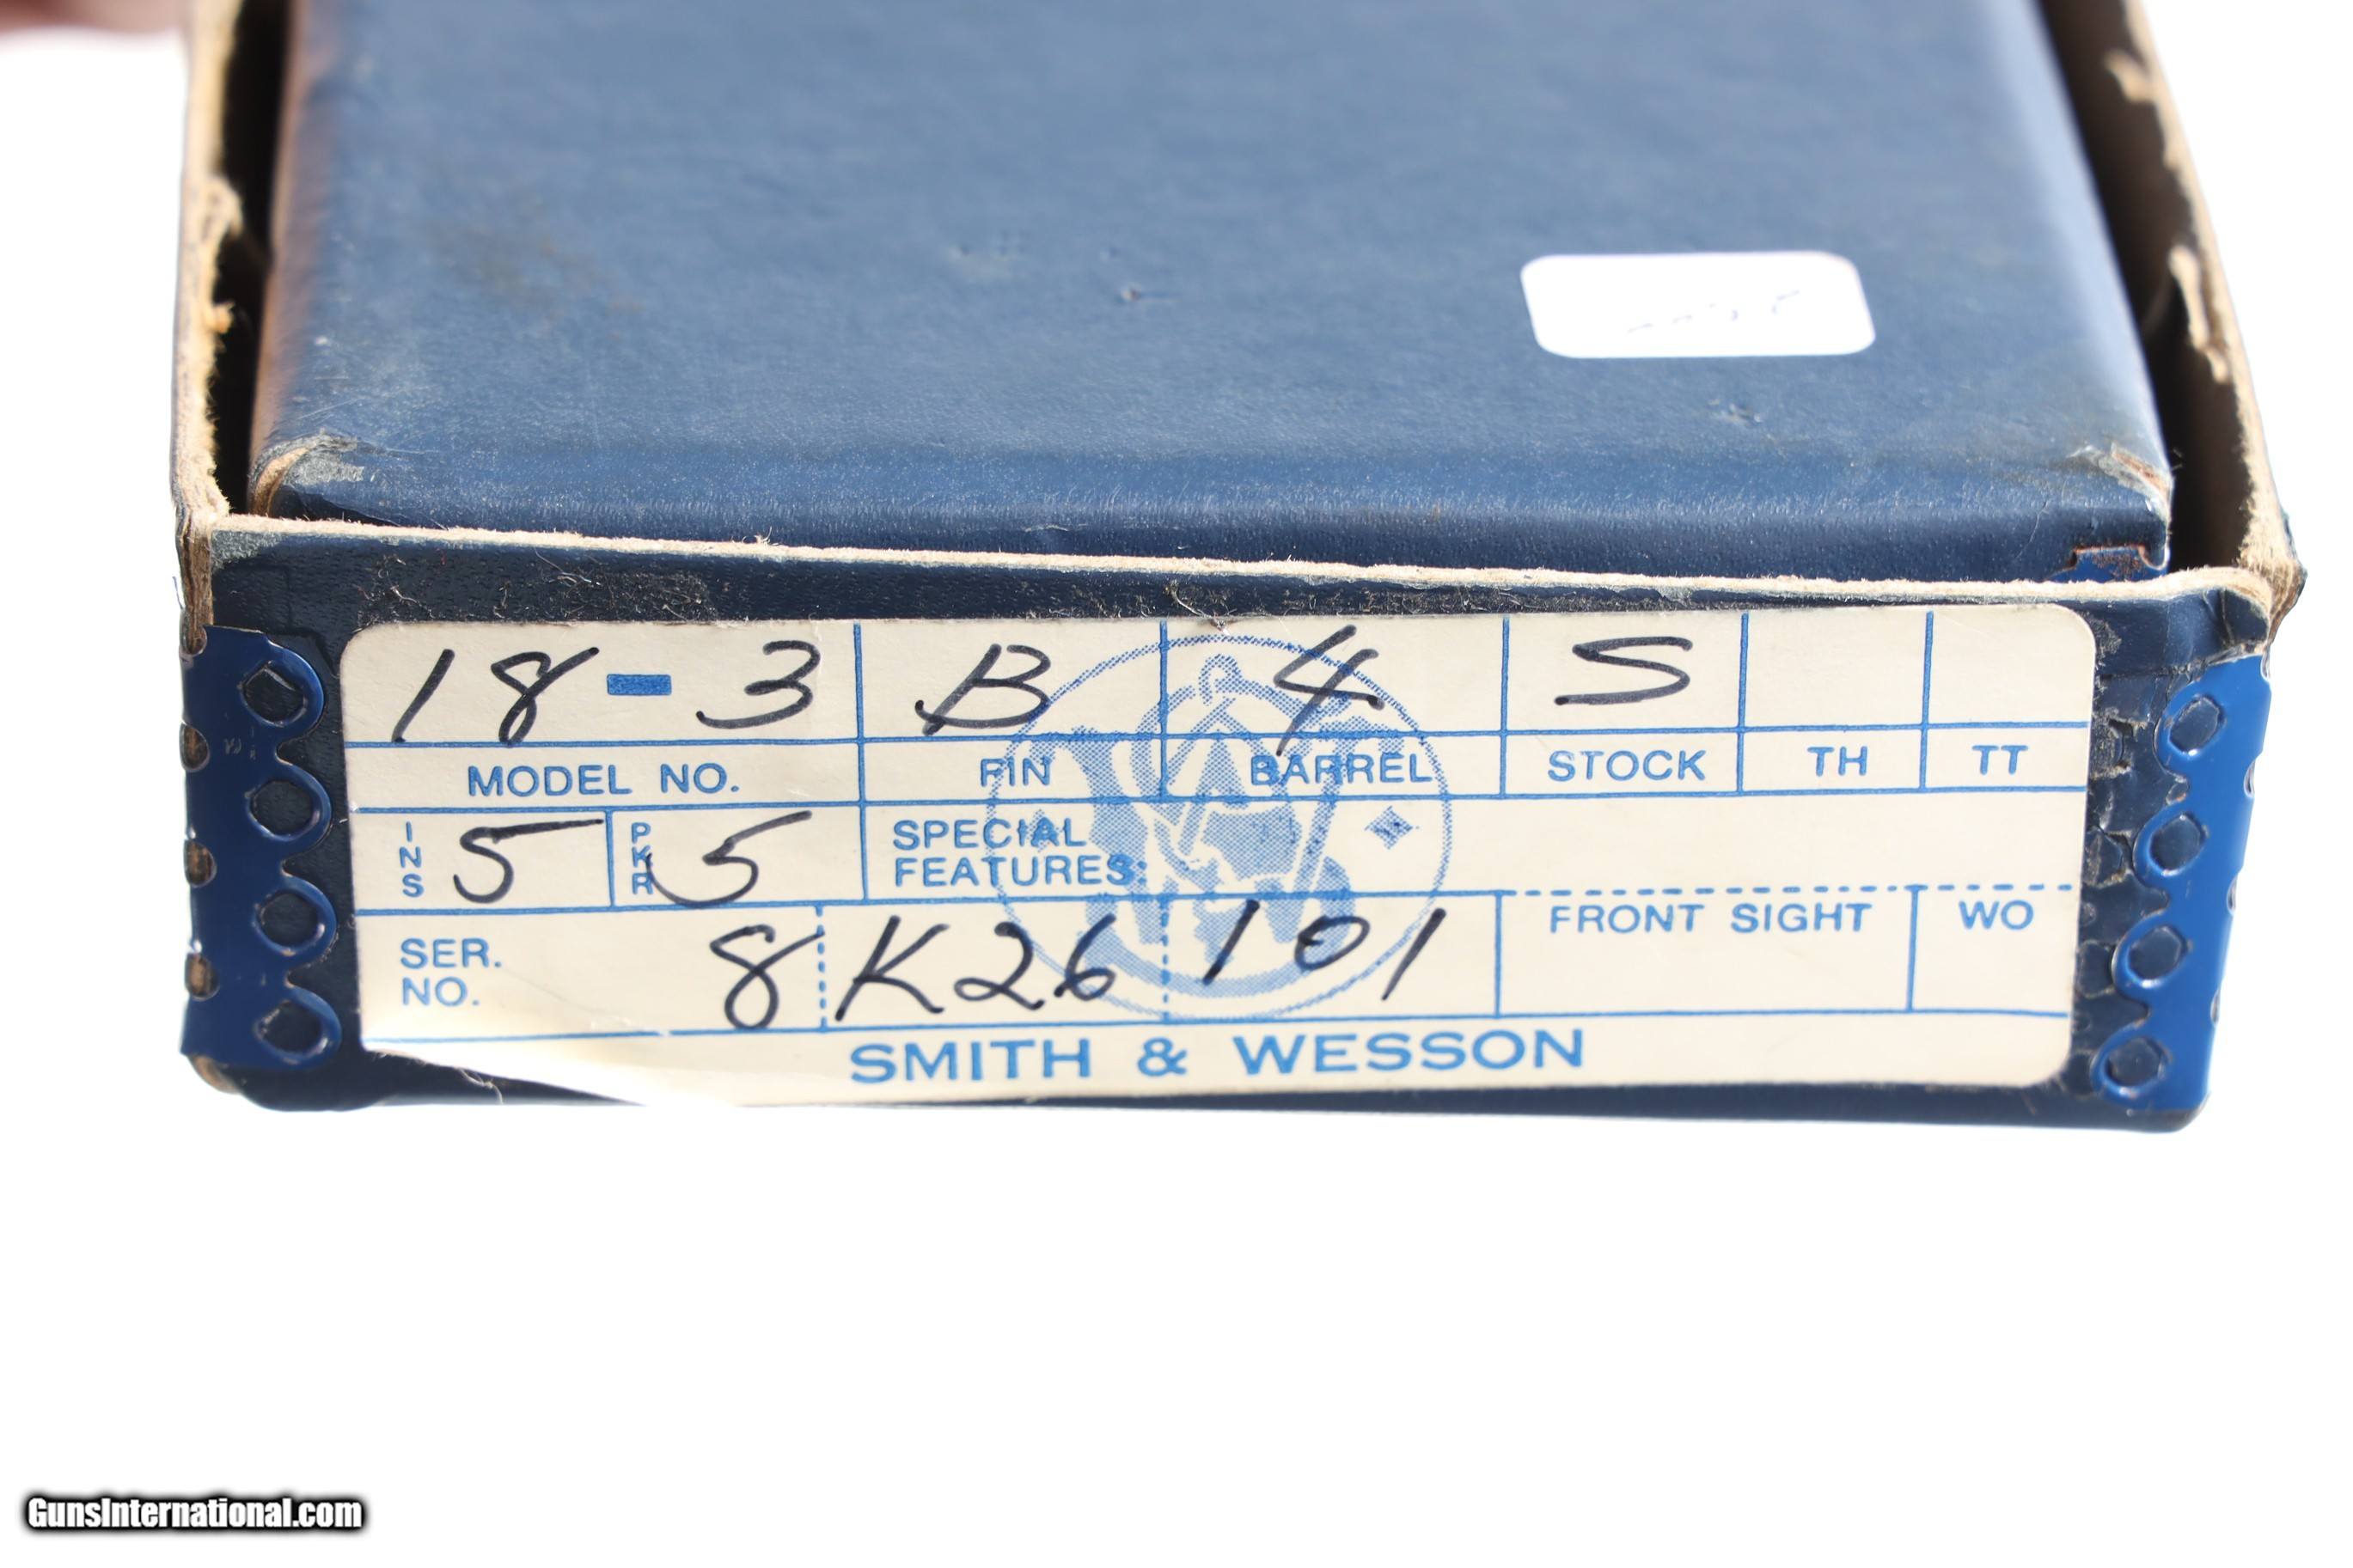 18-3 B 4 S
MODEL NO. FIN BARREL STOCK TH TT
INS 5 PKR 5 SPECIAL
FEATURES:
SER. 8K26101 FRONT SIGHT WO
NO.
SMITH & WESSON
GunsInternational.com